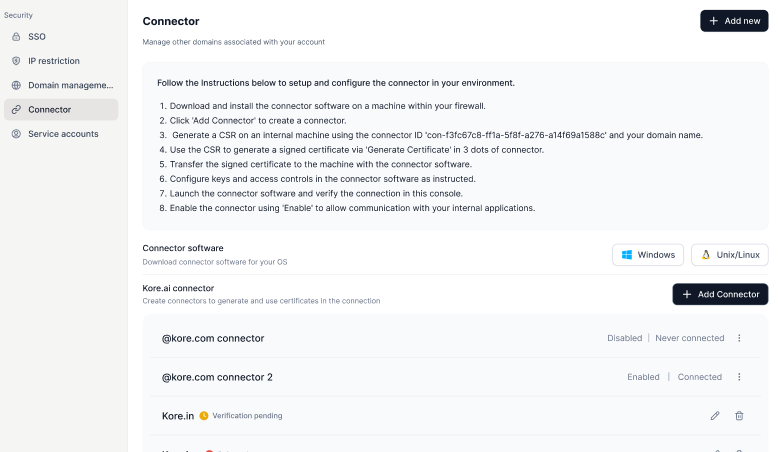 Security
SSO
IP restriction
Domain manageme...
Connector
Service accounts
Connector
Add new
Manage other domains associated with your account
Follow the Instructions below to setup and configure the connector in your environment.
1. Download and install the connector software on a machine within your firewall.
2. Click 'Add Connector' to create a connector.
3. Generate a CSR on an internal machine using the connector ID 'con-f3fc67c8-ff1a-5f8f-a276-a14f69a1588c' and your domain name.
4. Use the CSR to generate a signed certificate via 'Generate Certificate' in 3 dots of connector.
5. Transfer the signed certificate to the machine with the connector software.
6. Configure keys and access controls in the connector software as instructed.
7. Launch the connector software and verify the connection in this console.
8. Enable the connector using 'Enable' to allow communication with your internal applications.
Connector software
Download connector software for your OS
Windows
Unix/Linux
Kore.ai connector
Create connectors to generate and use certificates in the connection
Add Connector
@kore.com connector
Disabled | Never connected
@kore.com connector 2
Enabled | Connected
Kore.in
Verification pending